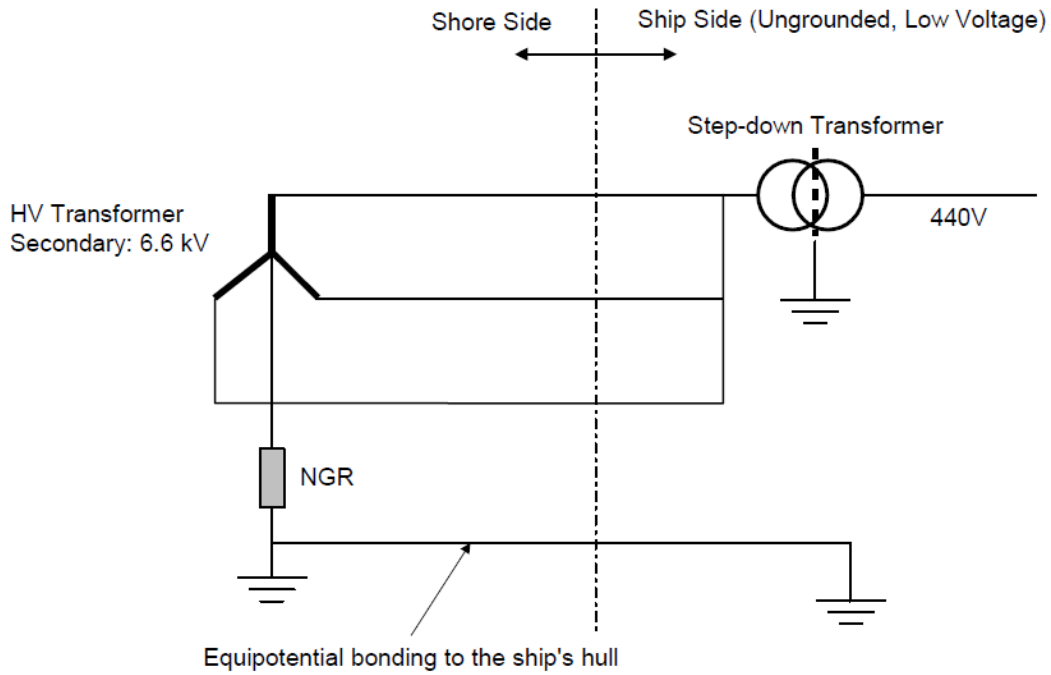 Shore Side
Ship Side (Ungrounded, Low Voltage)
Step-down Transformer
HV Transformer
Secondary: 6.6 kV
440V
NGR
Equipotential bonding to the ship's hull